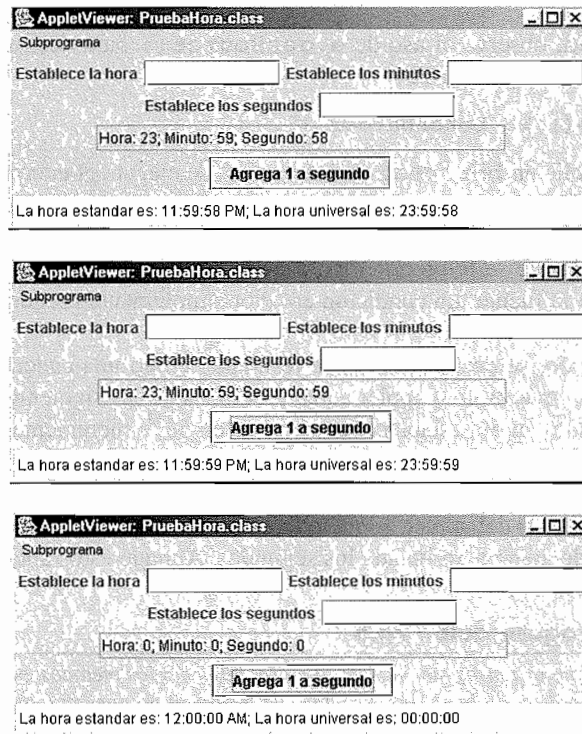 AppletViewer: PruebaHora.class
Subprograma
Establece la hora Establece los minutos
Establece los segundos
Hora: 23; Minuto: 59; Segundo: 58
Agrega 1 a segundo
La hora estandar es: 11:59:58 PM; La hora universal es: 23:59:58
AppletViewer: PruebaHora.class
Subprograma
Establece la hora Establece los minutos
Establece los segundos
Hora: 23; Minuto: 59; Segundo: 59
Agrega 1 a segundo
La hora estandar es: 11:59:59 PM; La hora universal es: 23:59:59
AppletViewer: PruebaHora.class
Subprograma
Establece la hora Establece los minutos
Establece los segundos
Hora: 0; Minuto: 0; Segundo: 0
Agrega 1 a segundo
La hora estandar es: 12:00:00 AM; La hora universal es: 00:00:00